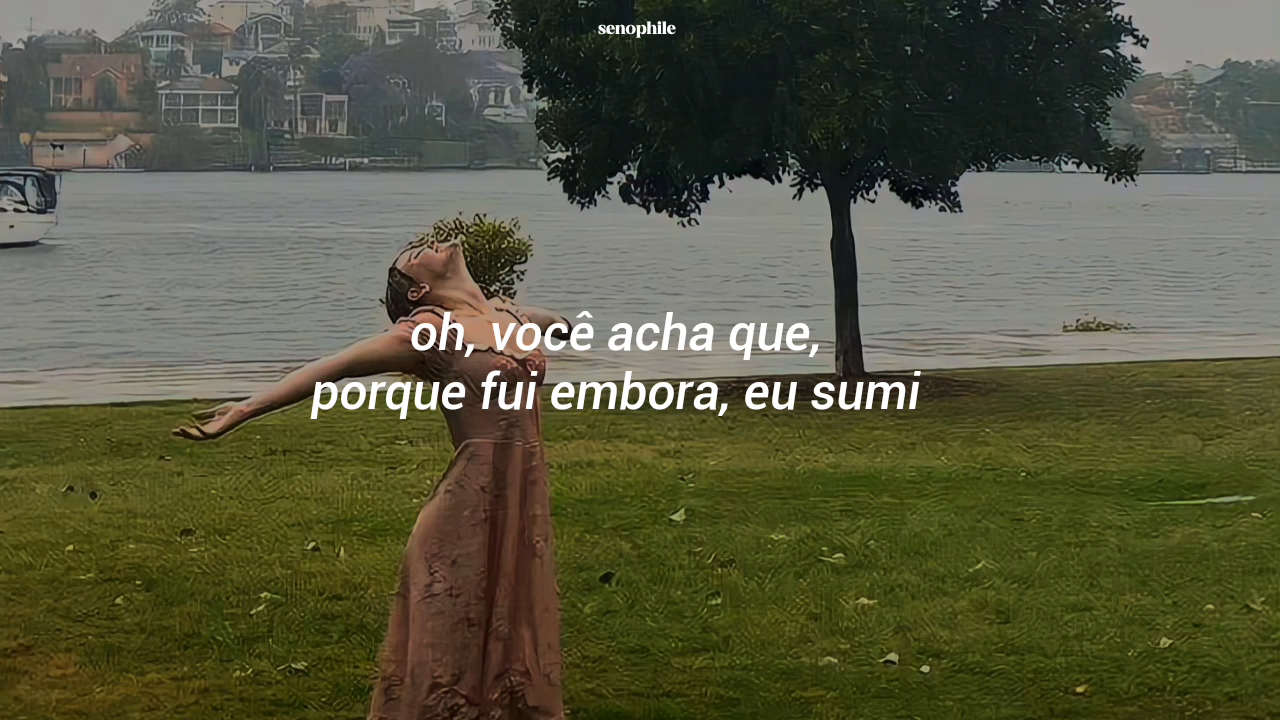 senophile
oh, você acha que,
porque fui embora, eu sumi